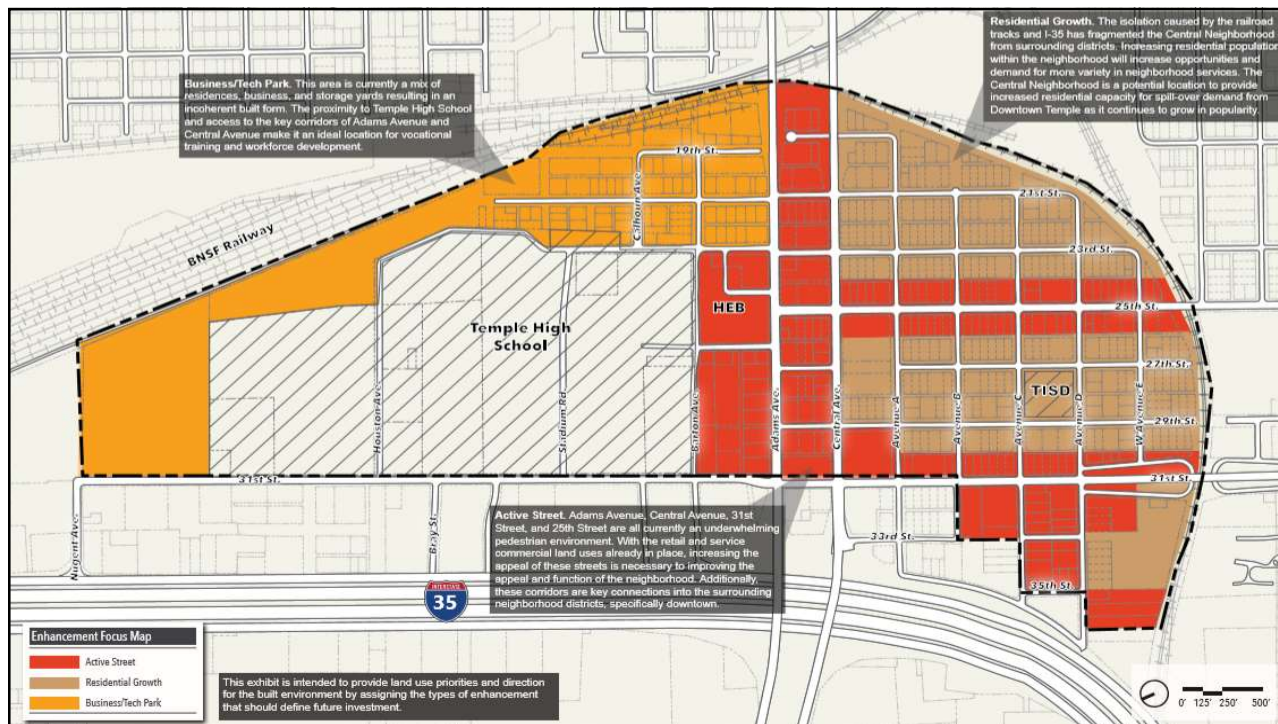 Business/Tech Park. This area is currently a mix of
residences, business, and storage yards resulting in an
incoherent built form. The proximity to Temple High School
and access to the key corridors of Adams Avenue and
Central Avenue make it an ideal location for vocational
training and workforce development.
Residential Growth. The isolation caused by the railroad
tracks and I-35 has fragmented the Central Neighborhood
from surrounding districts. Increasing residential population
within the neighborhood will increase opportunities and
demand for more variety in neighborhood services. The
Central Neighborhood is a potential location to provide
increased residential capacity for spill-over demand from
Downtown Temple as it continues to grow in popularity.
19th St.
21st St.
Calhoun Ave.
BNSF Railway
23rd St.
HEB
25th St.
Temple High
School
27th St.
TISD
Houston Ave.
Stadium Rd.
Barton Ave.
Adams Ave.
Central Ave.
Avenue A
Avenue B
Avenue C
Avenue D
W Avenue E
29th St.
31st St.
31st St.
Nugent Ave.
Bray St.
33rd St.
35th St.
Active Street. Adams Avenue, Central Avenue, 31st
Street, and 25th Street are all currently an underwhelming
pedestrian environment. With the retail and service
commercial land uses already in place, increasing the
appeal of these streets is necessary to improving the
appeal and function of the neighborhood. Additionally,
these corridors are key connections into the surrounding
neighborhood districts, specifically downtown.
INTERSTATE
35
Enhancement Focus Map
Active Street
Residential Growth
Business/Tech Park
This exhibit is intended to provide land use priorities and direction
for the built environment by assigning the types of enhancement
that should define future investment.
0' 125' 250' 500'